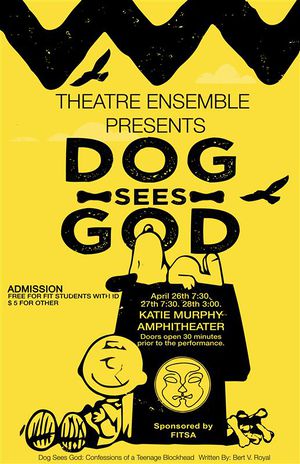 THEATRE ENSEMBLE
PRESENTS
DOG
SEES
GOD
ADMISSION
FREE FOR FIT STUDENTS WITH ID
$ 5 FOR OTHER
April 26th 7:30.
27th 7:30. 28th 3:00.
KATIE MURPHY
AMPHITHEATER
Doors open 30 minutes
prior to the performance.
Sponsored by
FITSA
Dog Sees God: Confessions of a Teenage Blockhead Written By: Bert V. Royal